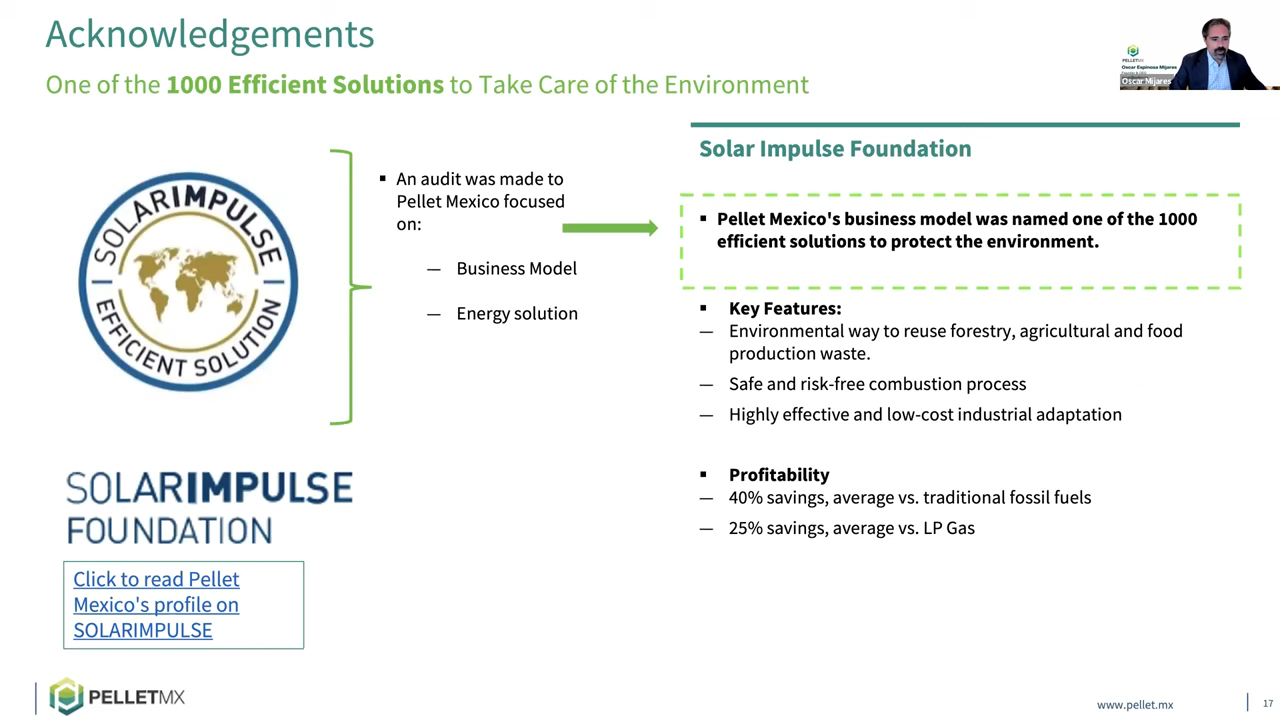 Acknowledgements
One of the 1000 Efficient Solutions to Take Care of the Environment
PELLETMX
Oscar Espinosa Mijares
Founder & CEO
Oscar Mijares
SOLARIMPULSE
EFFICIENT SOLUTION
▪ An audit was made to
Pellet Mexico focused
on:
— Business Model
— Energy solution
Solar Impulse Foundation
▪ Pellet Mexico's business model was named one of the 1000
efficient solutions to protect the environment.
▪ Key Features:
— Environmental way to reuse forestry, agricultural and food
production waste.
— Safe and risk-free combustion process
— Highly effective and low-cost industrial adaptation
▪ Profitability
— 40% savings, average vs. traditional fossil fuels
— 25% savings, average vs. LP Gas
SOLARIMPULSE
FOUNDATION
Click to read Pellet
Mexico's profile on
SOLARIMPULSE
PELLETMX
www.pellet.mx
17